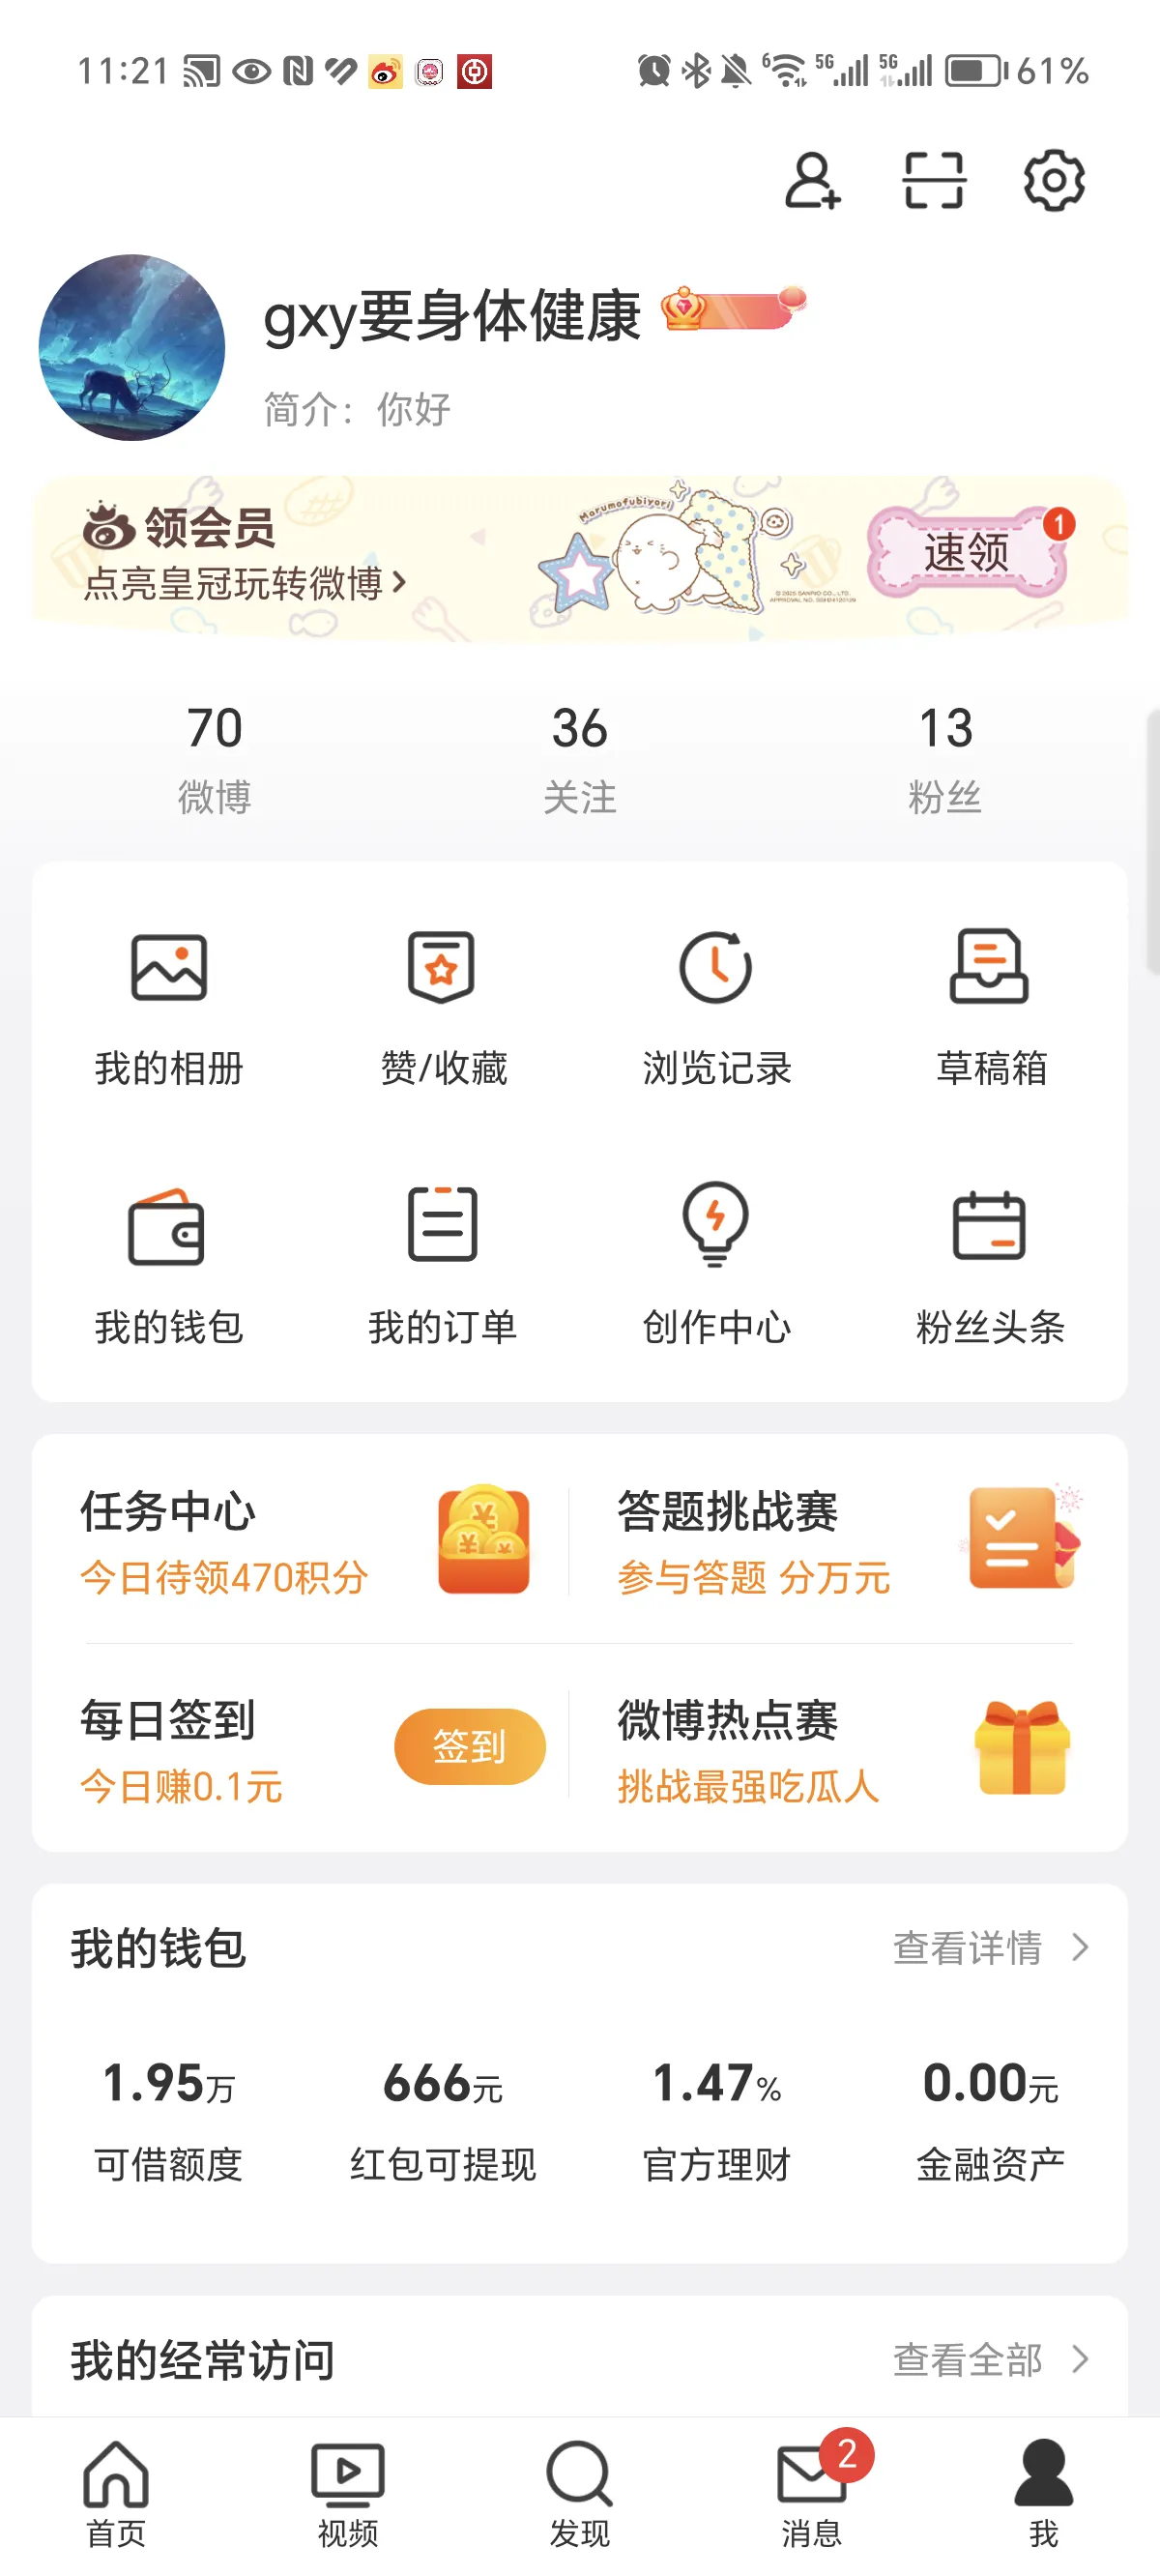 11:21
6 5G 5G 61%
gxy要身体健康
简介：你好
领会员
点亮皇冠玩转微博
Marumofubiyori
速领
1
70 36 13
微博 关注 粉丝
我的相册 赞/收藏 浏览记录 草稿箱
我的钱包 我的订单 创作中心 粉丝头条
任务中心 答题挑战赛
今日待领470积分 参与答题 分万元
每日签到 签到 微博热点赛
今日赚0.1元 挑战最强吃瓜人
我的钱包 查看详情
1.95万 666元 1.47% 0.00元
可借额度 红包可提现 官方理财 金融资产
我的经常访问 查看全部
2
首页 视频 发现 消息 我